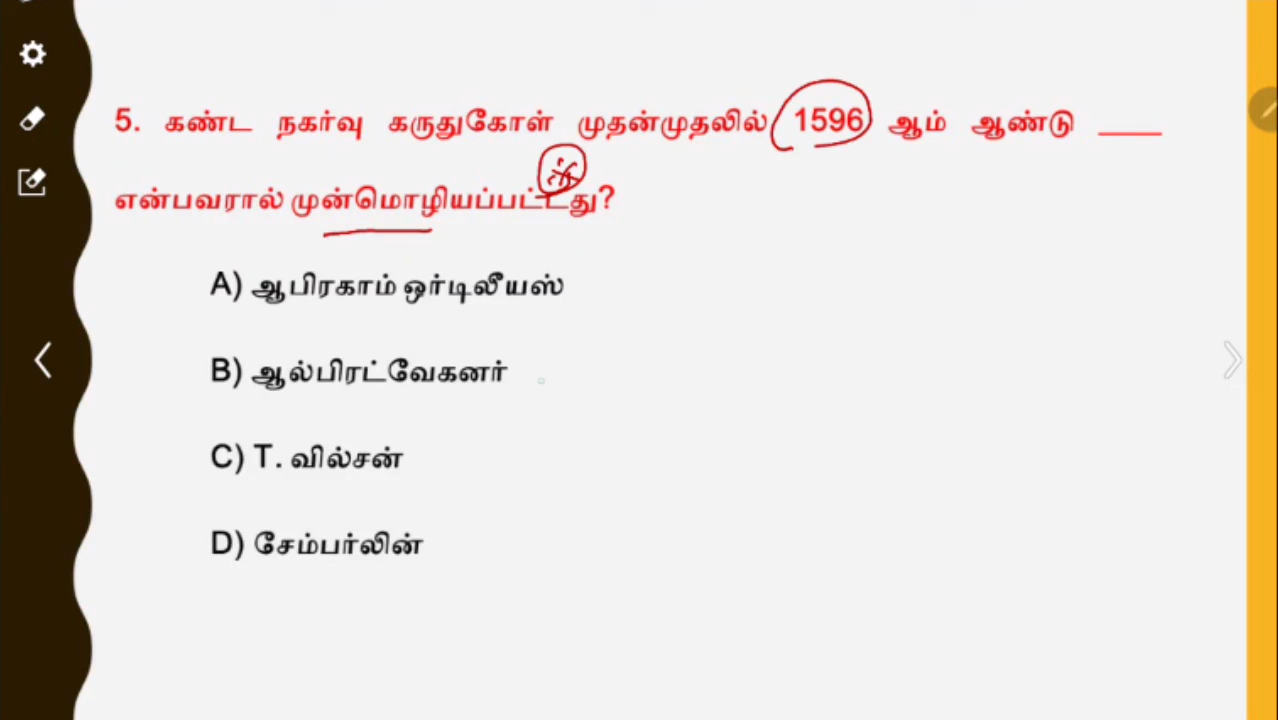 5. கண்ட நகர்வு கருதுகோள் முதன்முதலில் 1596 ஆம் ஆண்டு ____
என்பவரால் முன்மொழியப்பட்டது?
A) ஆபிரகாம் ஒர்டிலீயஸ்
B) ஆல்பிரட்வேகனர்
C) T. வில்சன்
D) சேம்பர்லின்